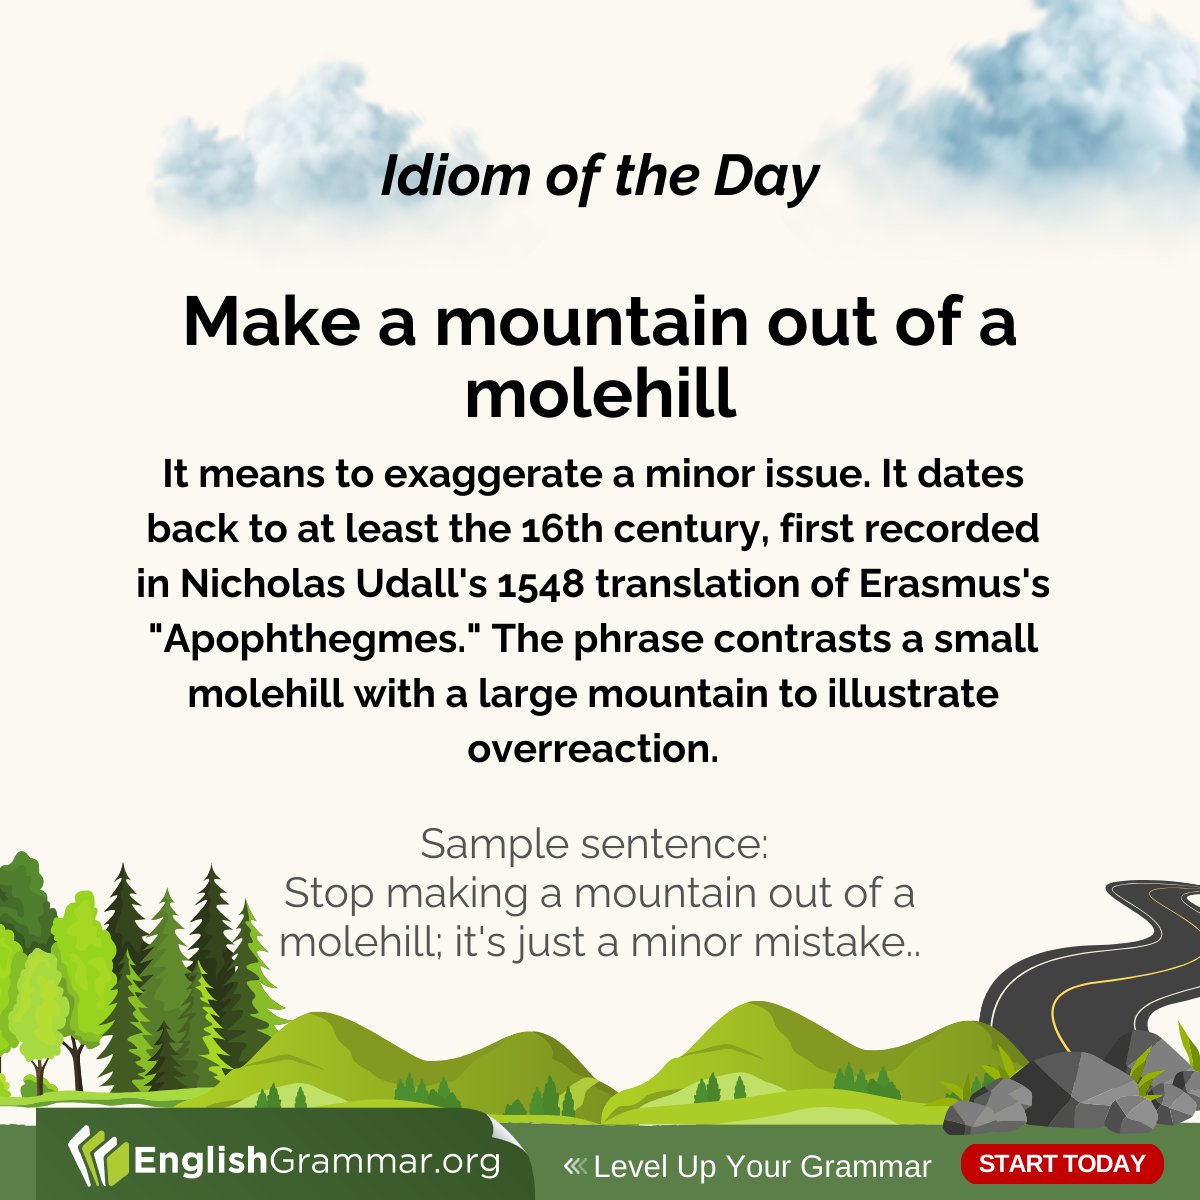 Idiom of the Day
Make a mountain out of a
molehill
It means to exaggerate a minor issue. It dates
back to at least the 16th century, first recorded
in Nicholas Udall's 1548 translation of Erasmus's
"Apophthegmes." The phrase contrasts a small
molehill with a large mountain to illustrate
overreaction.
Sample sentence:
Stop making a mountain out of a
molehill; it's just a minor mistake..
EnglishGrammar.org
Level Up Your Grammar
START TODAY